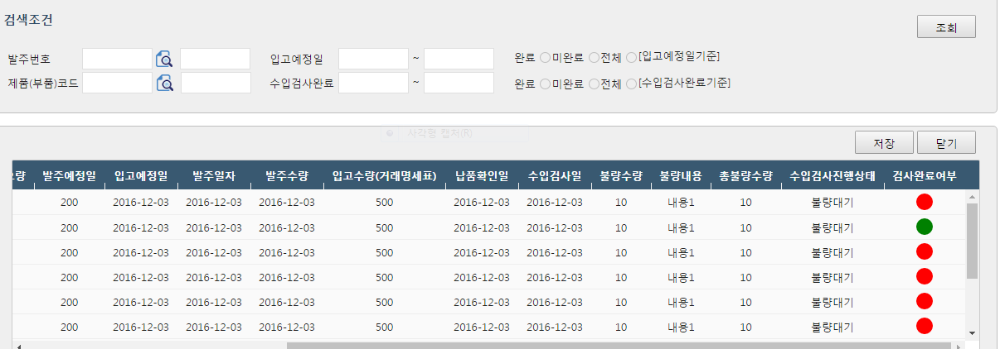 검색조건
조회
발주번호 입고예정일 ~ 완료 미완료 전체 [입고예정일기준]
제품(부품)코드 수입검사완료 ~ 완료 미완료 전체 [수입검사완료기준]
사각형 캡처(R)
저장 닫기
량 발주예정일 입고예정일 발주일자 발주수량 입고수량(거래명세표) 납품확인일 수입검사일 불량수량 불량내용 총불량수량 수입검사진행상태 검사완료여부
200 2016-12-03 2016-12-03 2016-12-03 500 2016-12-03 2016-12-03 10 내용1 10 불량대기
200 2016-12-03 2016-12-03 2016-12-03 500 2016-12-03 2016-12-03 10 내용1 10 불량대기
200 2016-12-03 2016-12-03 2016-12-03 500 2016-12-03 2016-12-03 10 내용1 10 불량대기
200 2016-12-03 2016-12-03 2016-12-03 500 2016-12-03 2016-12-03 10 내용1 10 불량대기
200 2016-12-03 2016-12-03 2016-12-03 500 2016-12-03 2016-12-03 10 내용1 10 불량대기
200 2016-12-03 2016-12-03 2016-12-03 500 2016-12-03 2016-12-03 10 내용1 10 불량대기